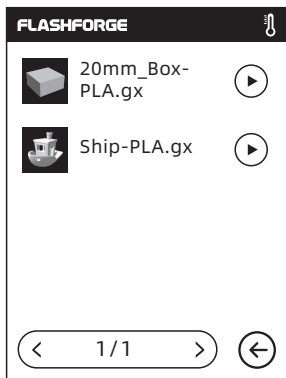 FLASHFORGE
20mm_Box-
PLA.gx
Ship-PLA.gx
1/1